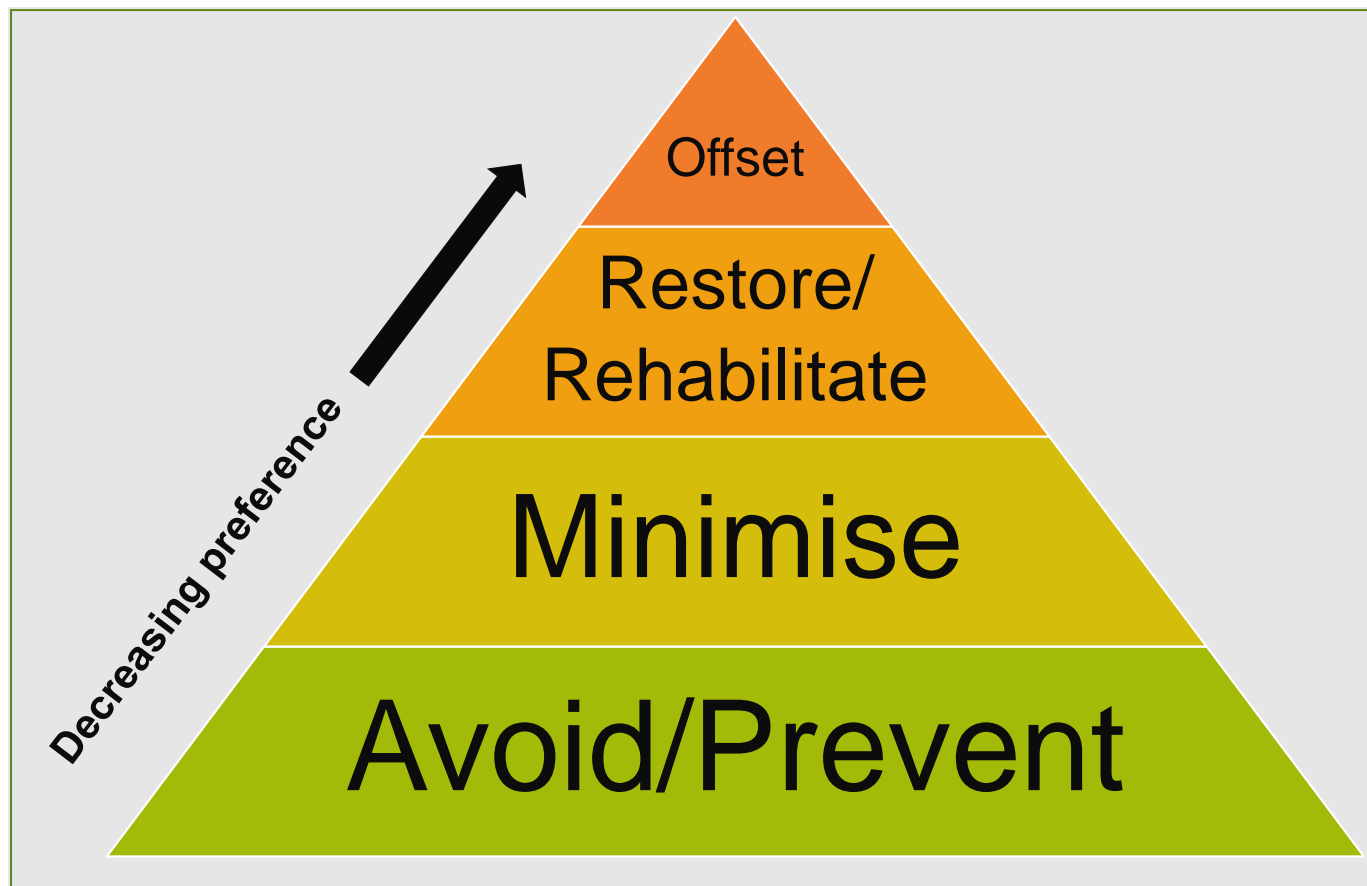 Offset
Restore/
Rehabilitate
Minimise
Avoid/Prevent
Decreasing preference